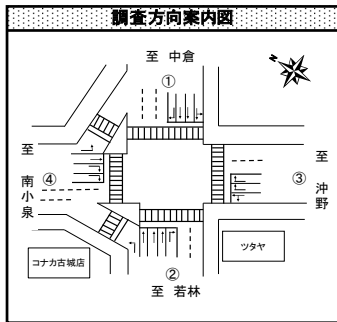 調査方向案内図
至 中倉
N
①
至 南小泉
④
③
至 沖野
コナカ古城店
②
ツタヤ
至 若林